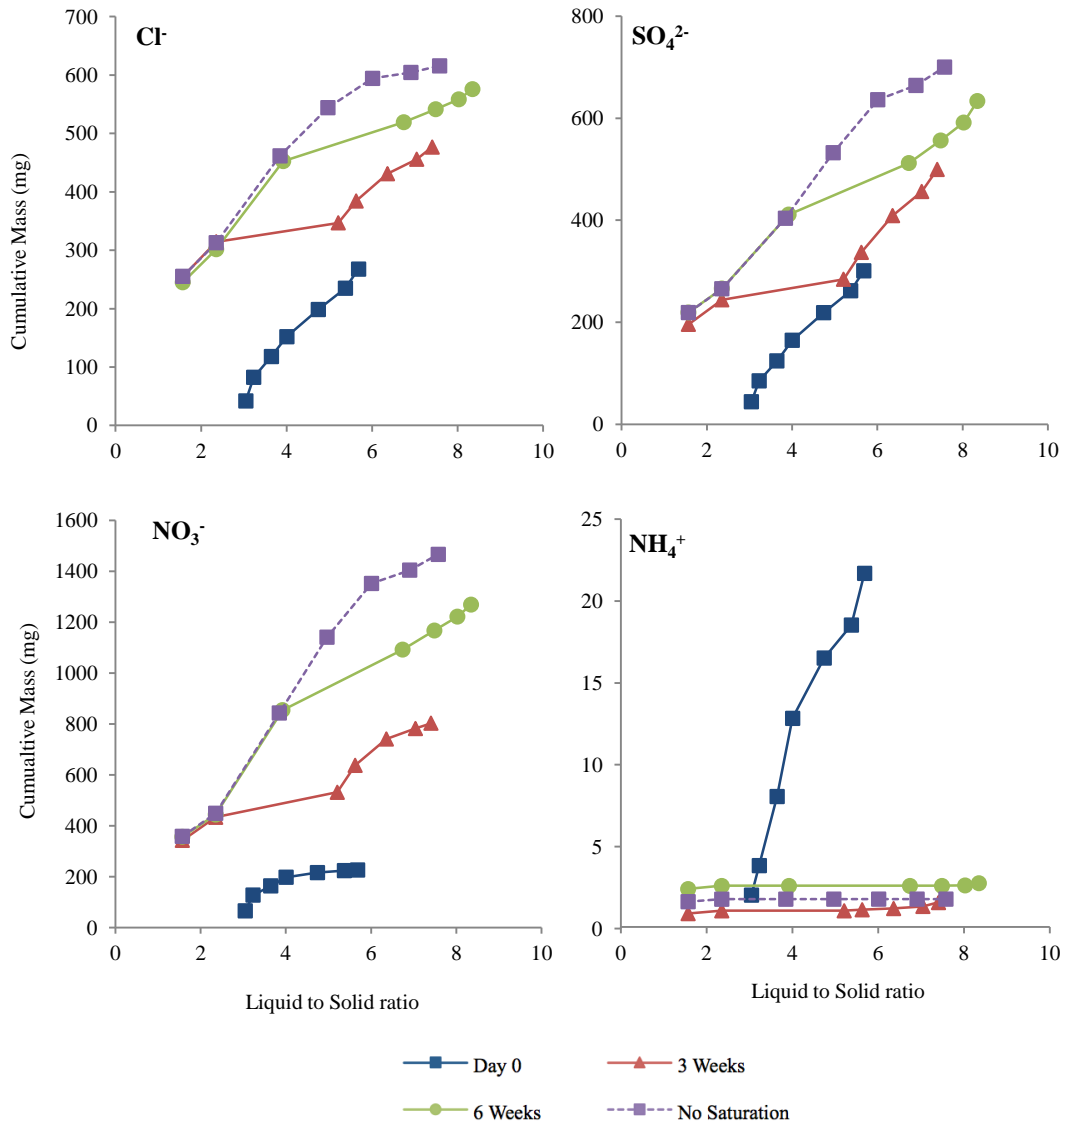 Cl-
Cumulative Mass (mg)
700
600
500
400
300
200
100
0
0 2 4 6 8 10
SO4 2-
800
600
400
200
0
0 2 4 6 8 10
NO3-
Cumualtive Mass (mg)
1600
1400
1200
1000
800
600
400
200
0
0 2 4 6 8 10
Liquid to Solid ratio
NH4+
25
20
15
10
5
0
0 2 4 6 8 10
Liquid to Solid ratio
Day 0
3 Weeks
6 Weeks
No Saturation